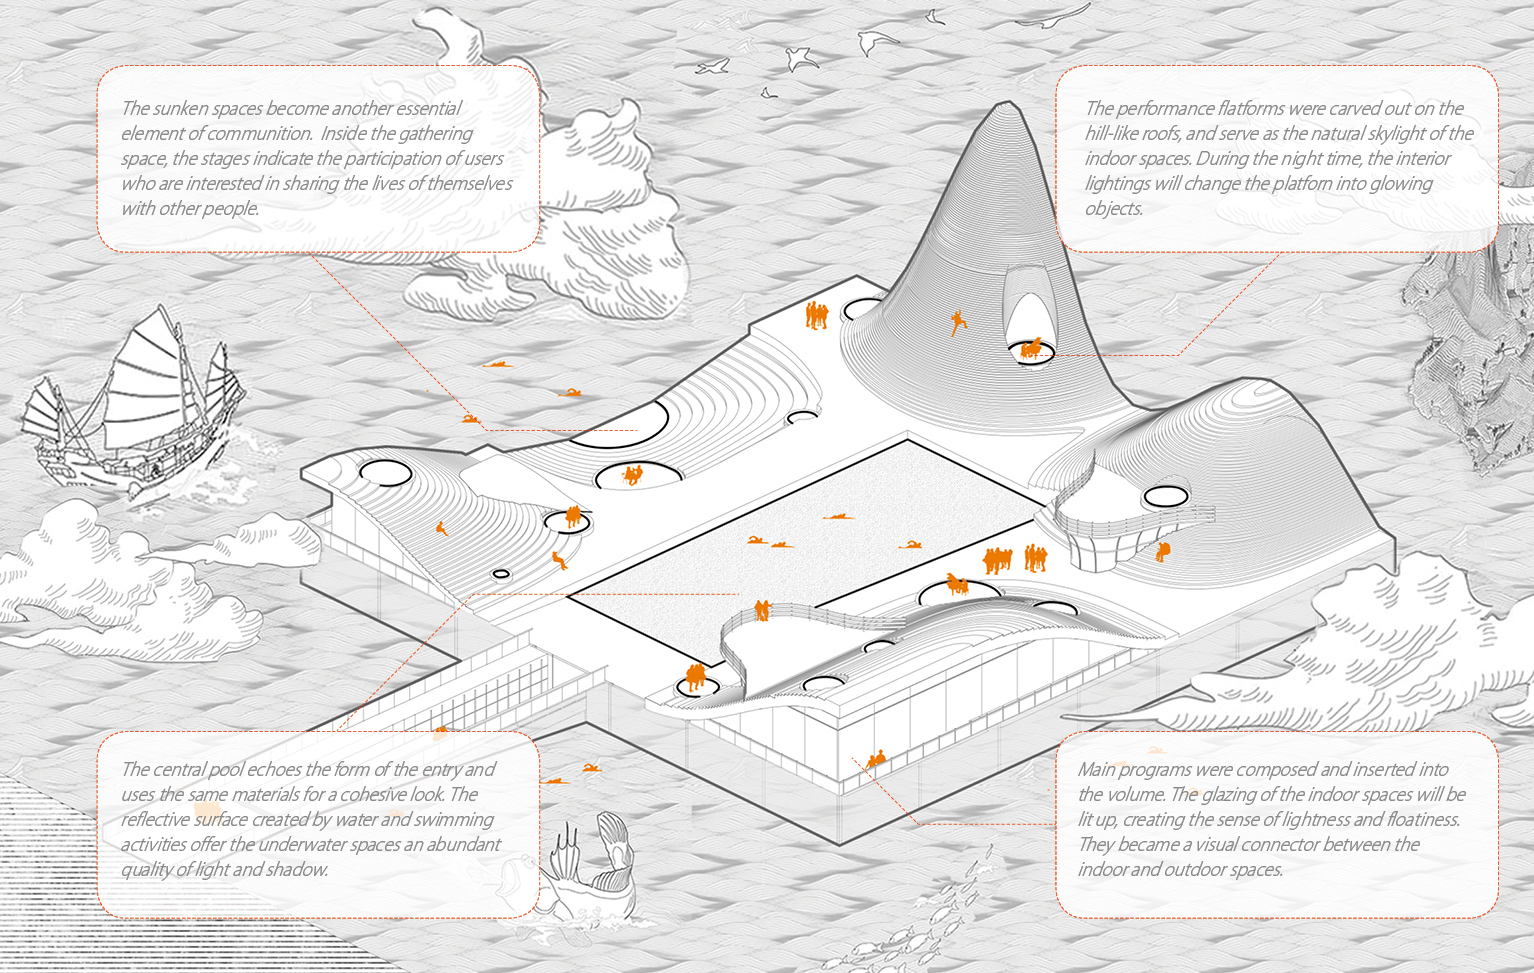 The sunken spaces become another essential
element of communition. Inside the gathering
space, the stages indicate the participation of users
who are interested in sharing the lives of themselves
with other people.
The performance flatforms were carved out on the
hill-like roofs, and serve as the natural skylight of the
indoor spaces. During the night time, the interior
lightings will change the platforn into glowing
objects.
The central pool echoes the form of the entry and
uses the same materials for a cohesive look. The
reflective surface created by water and swimming
activities offer the underwater spaces an abundant
quality of light and shadow.
Main programs were composed and inserted into
the volume. The glazing of the indoor spaces will be
lit up, creating the sense of lightness and floatiness.
They became a visual connector between the
indoor and outdoor spaces.